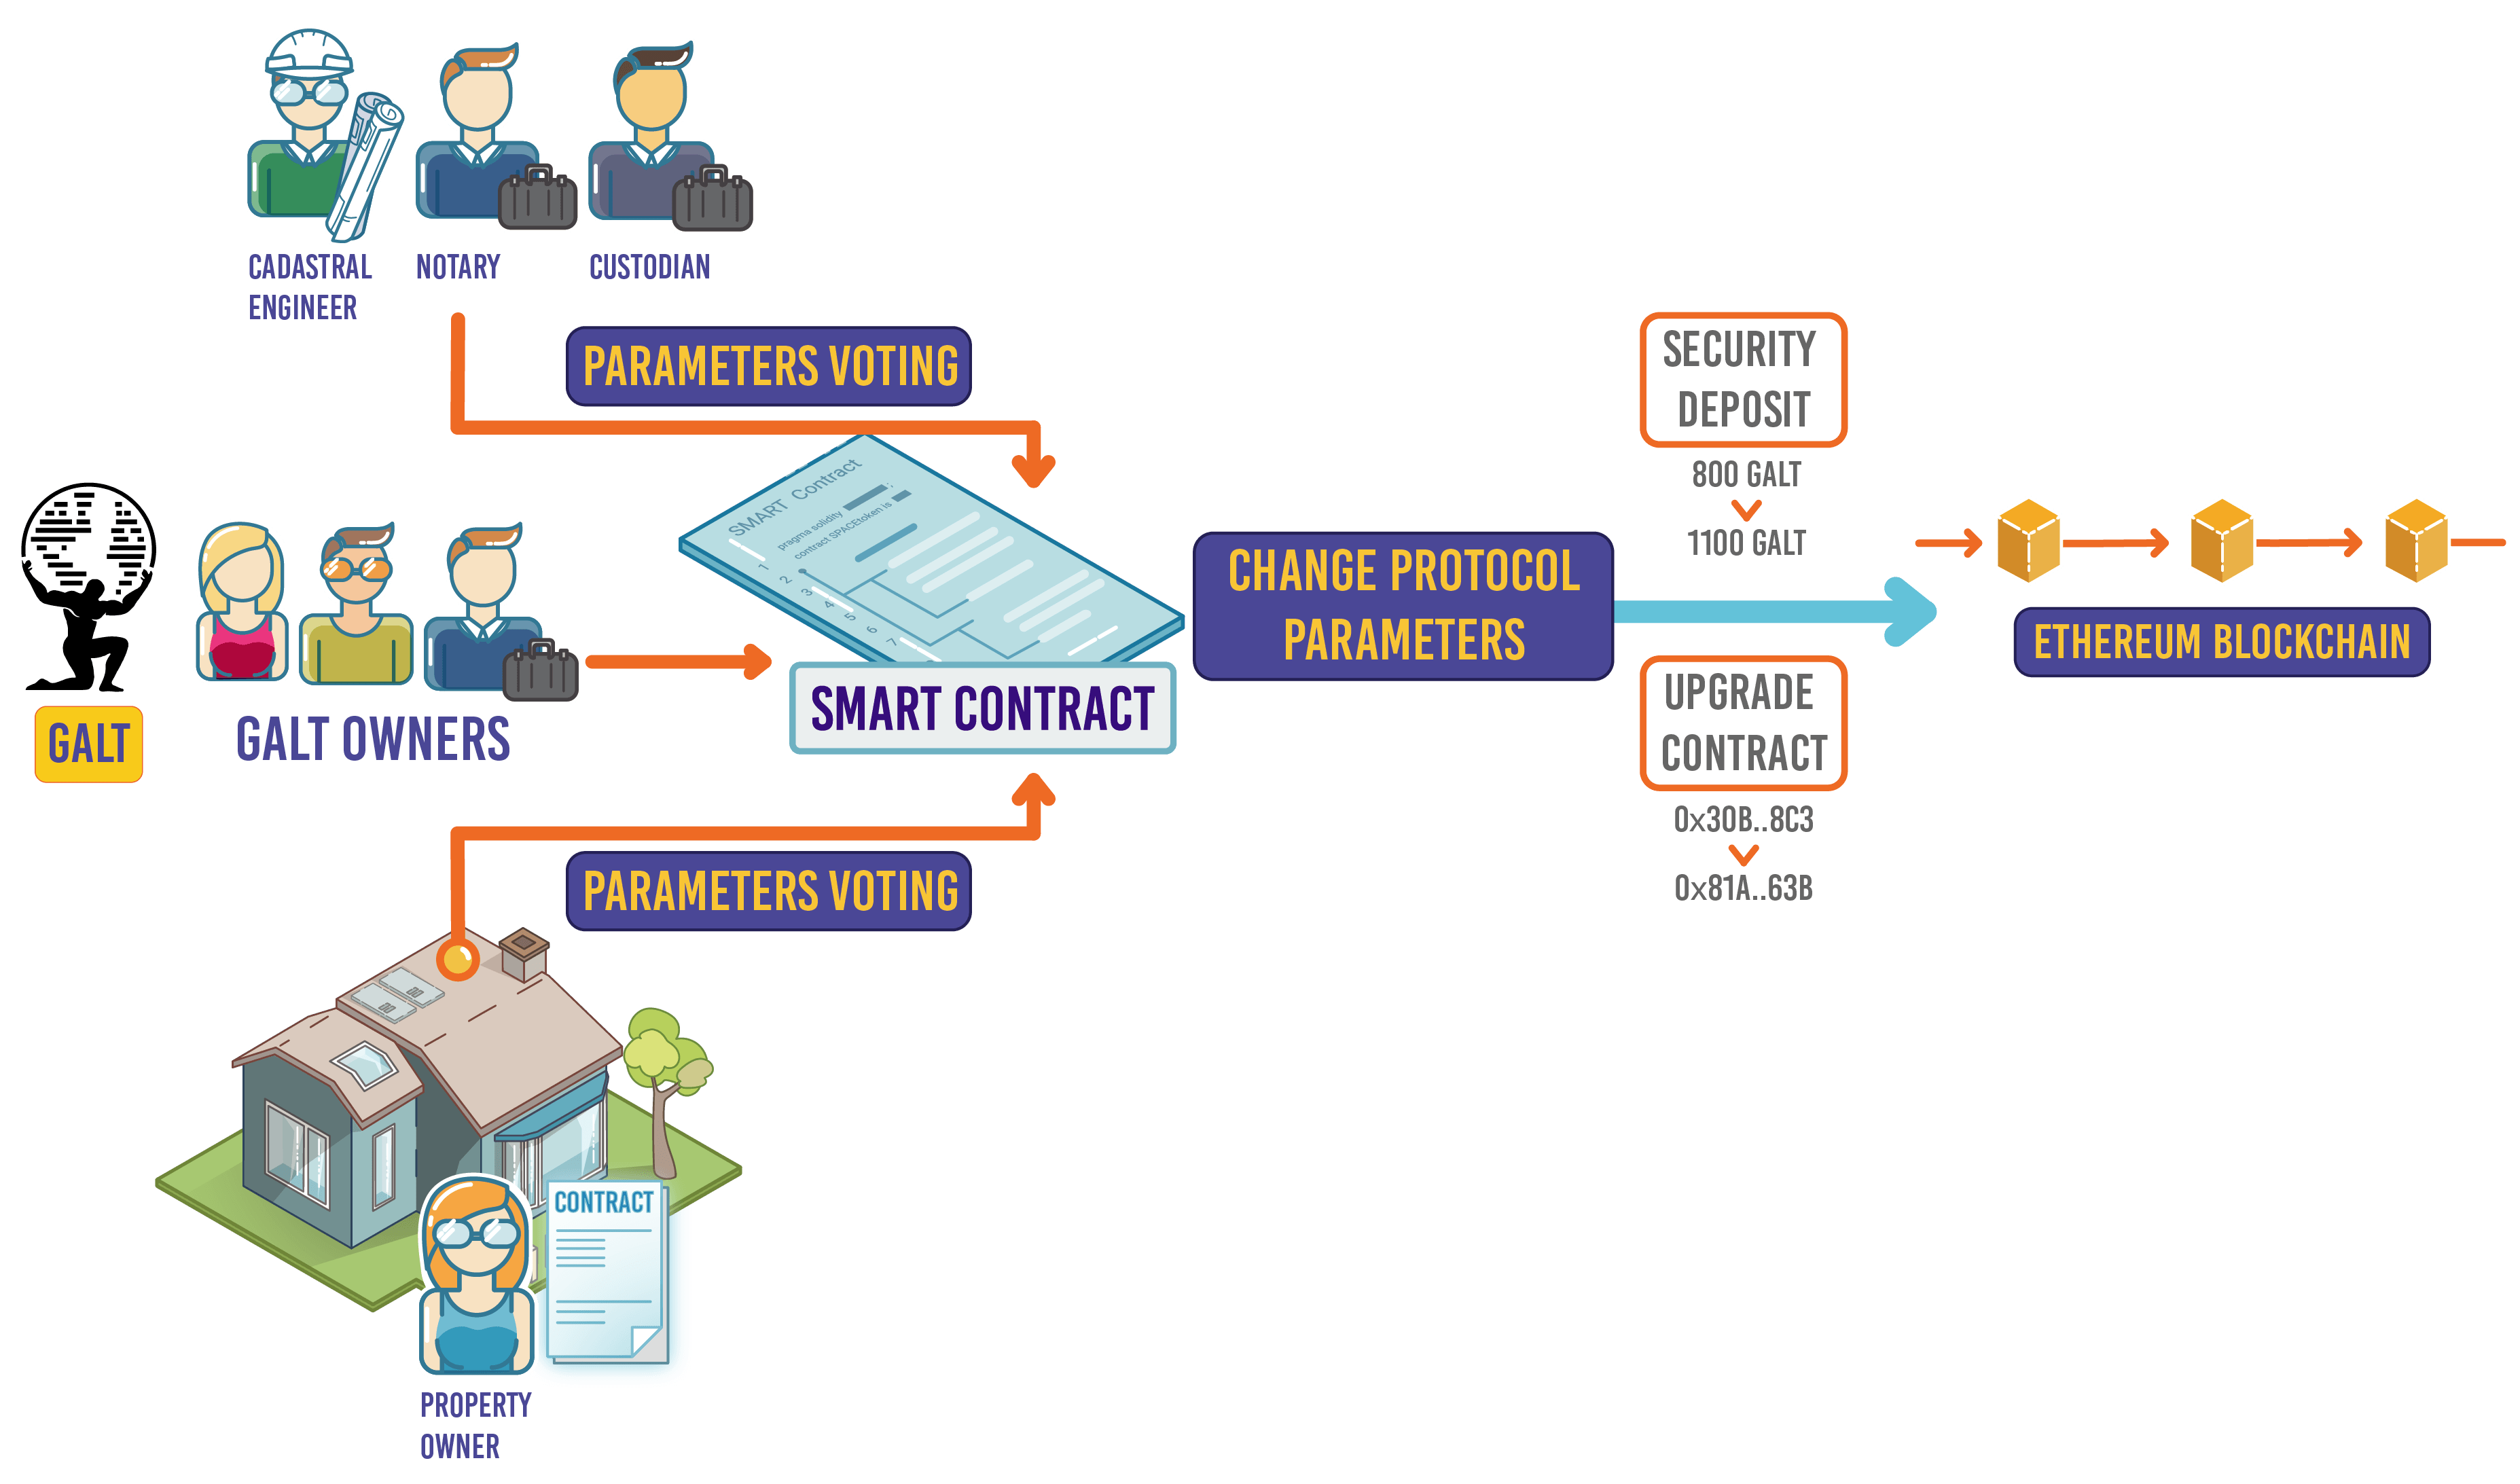 CADASTRAL
ENGINEER
NOTARY
CUSTODIAN
PARAMETERS VOTING
SMART Contract
pragma solidity ;
contract SPACEtoken is
1
2
3
4
5
6
7
GALT
GALT OWNERS
SMART CONTRACT
CHANGE PROTOCOL
PARAMETERS
SECURITY
DEPOSIT
800 GALT
1100 GALT
UPGRADE
CONTRACT
0x30B..8C3
0x81A..63B
ETHEREUM BLOCKCHAIN
PARAMETERS VOTING
CONTRACT
PROPERTY
OWNER